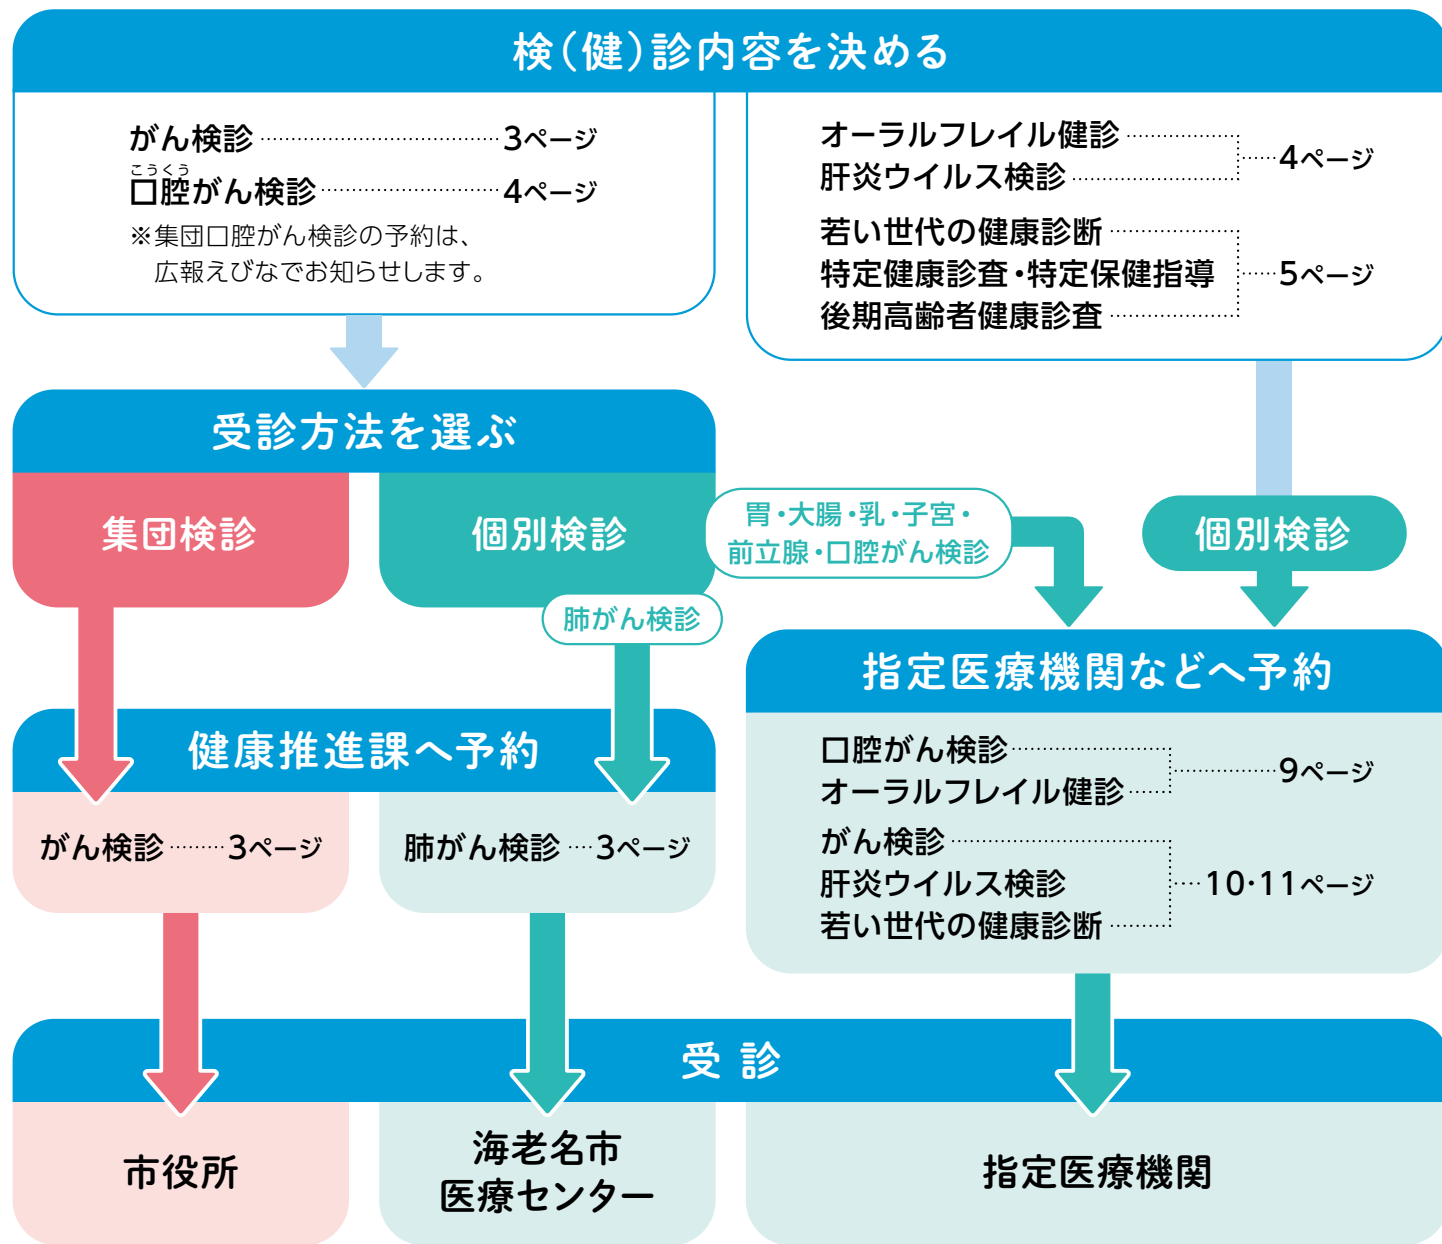 検（健）診内容を決める
がん検診 3ページ
こうくう
口腔がん検診 4ページ
※集団口腔がん検診の予約は、
広報えびなでお知らせします。
オーラルフレイル健診
肝炎ウイルス検診
4ページ
若い世代の健康診断
特定健康診査・特定保健指導
後期高齢者健康診査
5ページ
受診方法を選ぶ
集団検診
個別検診
胃・大腸・乳・子宮・
前立腺・口腔がん検診
個別検診
肺がん検診
健康推進課へ予約
がん検診 3ページ
肺がん検診 3ページ
指定医療機関などへ予約
口腔がん検診
オーラルフレイル健診
9ページ
がん検診
肝炎ウイルス検診
若い世代の健康診断
10・11ページ
受診
市役所
海老名市
医療センター
指定医療機関